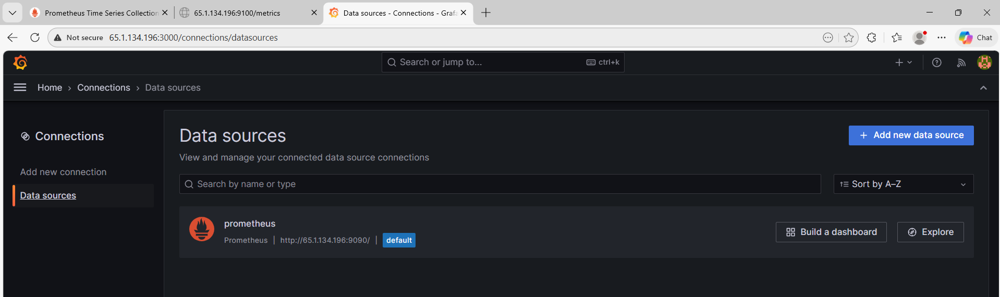 Prometheus Time Series Collection
65.1.134.196:9100/metrics
Data sources - Connections - Grafa
Not secure 65.1.134.196:3000/connections/datasources
Chat
Search or jump to... ctrl+k
Home › Connections › Data sources
Connections
Add new connection
Data sources
Data sources
Add new data source
View and manage your connected data source connections
Search by name or type
Sort by A–Z
prometheus
Prometheus | http://65.1.134.196:9090/ | default
Build a dashboard
Explore